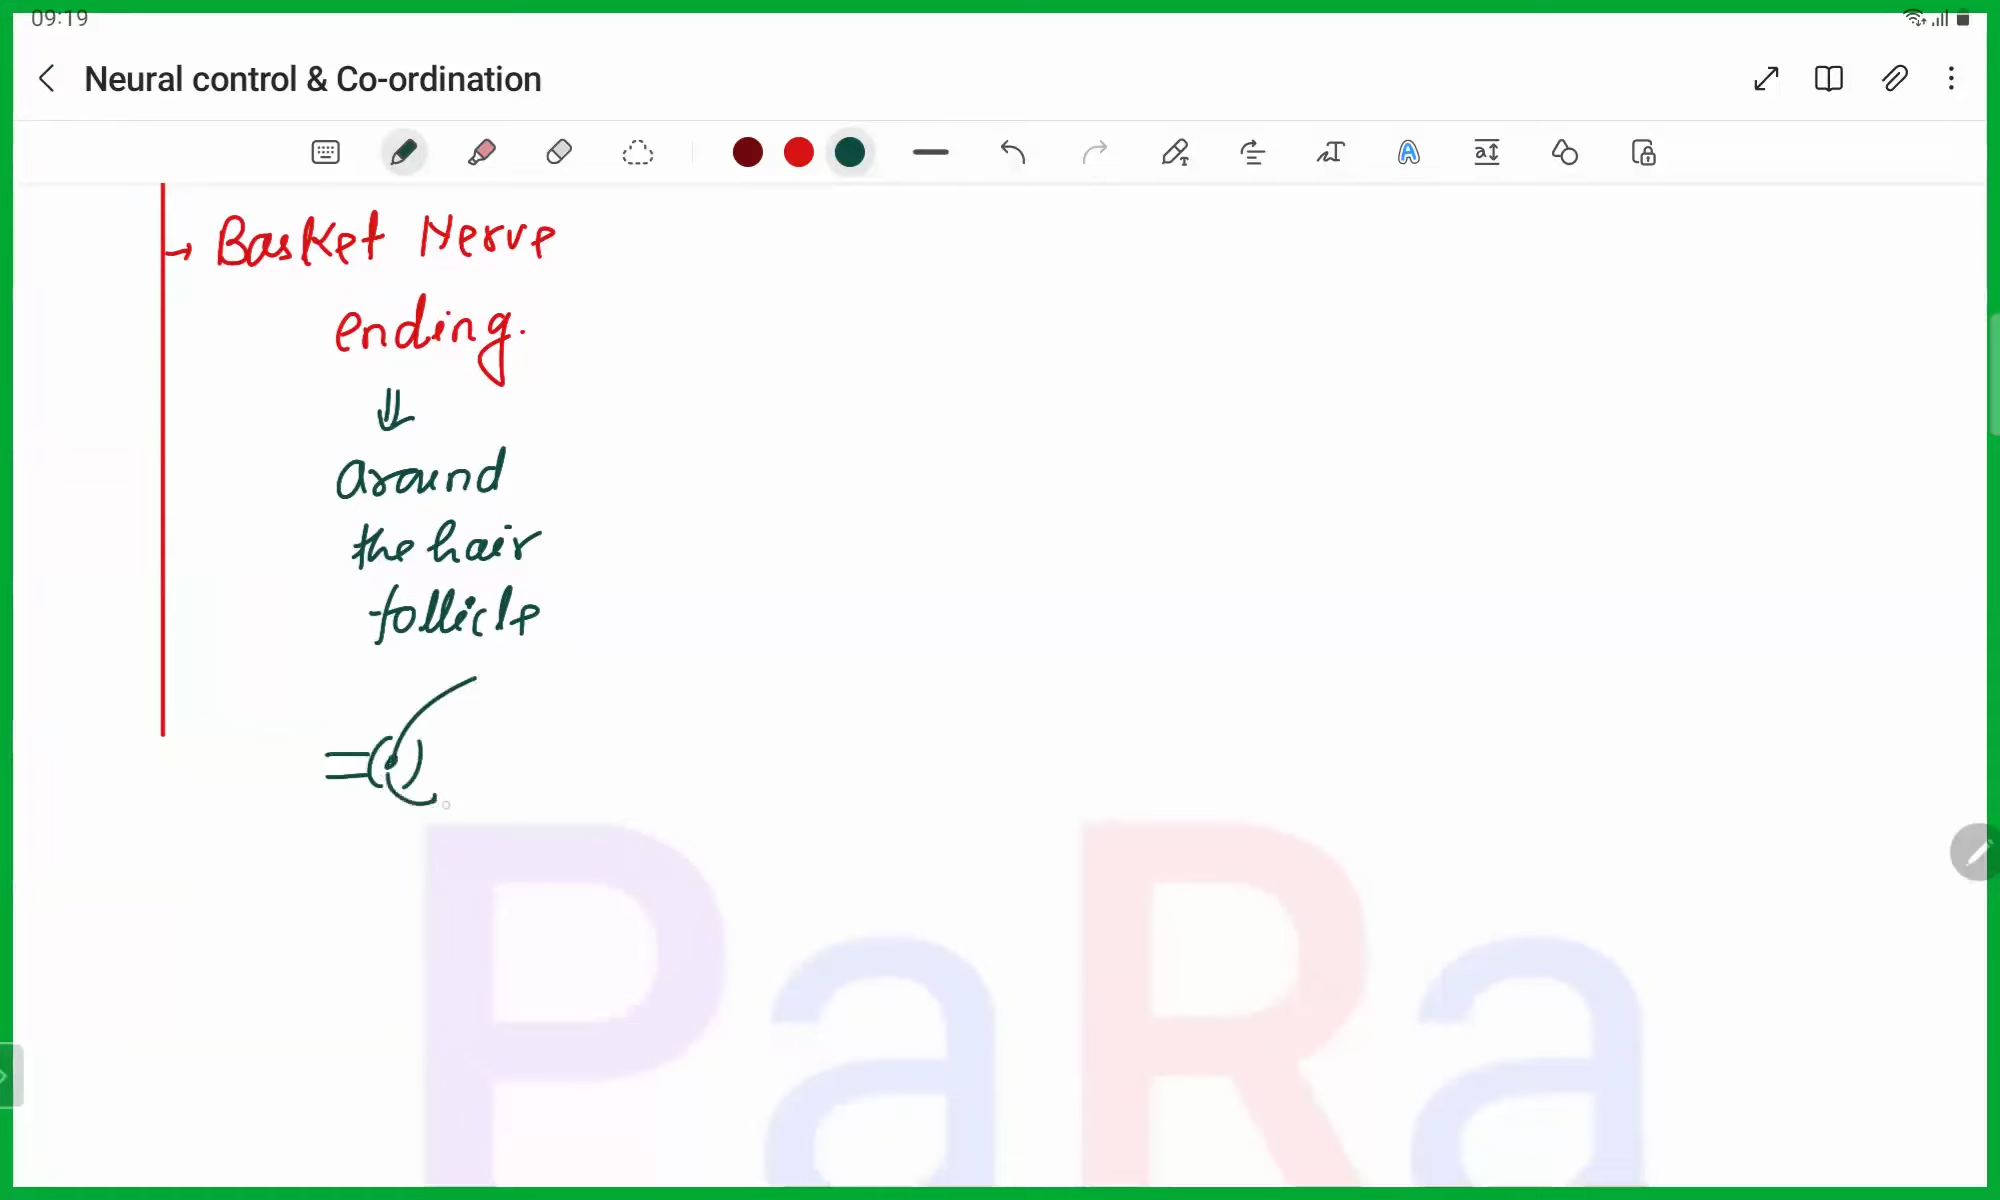 09:19
Neural control & Co-ordination
→ Basket Nerve
ending.
⇓
around
the hair
follicle
PaRa